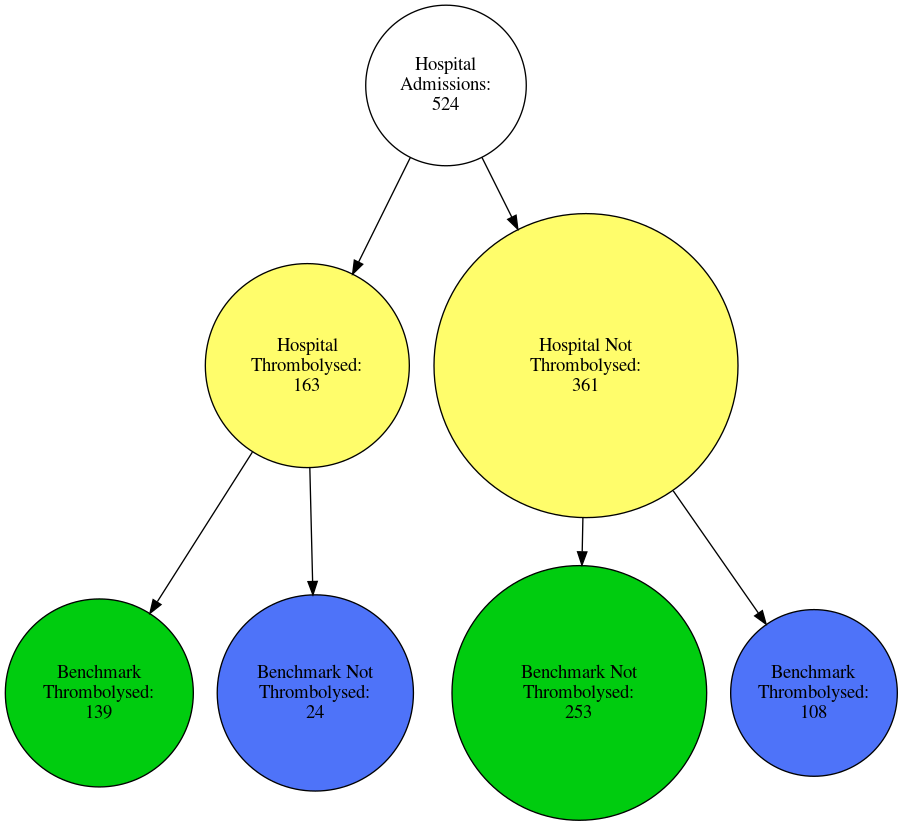 Hospital
Admissions:
524
Hospital
Thrombolysed:
163
Hospital Not
Thrombolysed:
361
Benchmark
Thrombolysed:
139
Benchmark Not
Thrombolysed:
24
Benchmark Not
Thrombolysed:
253
Benchmark
Thrombolysed:
108